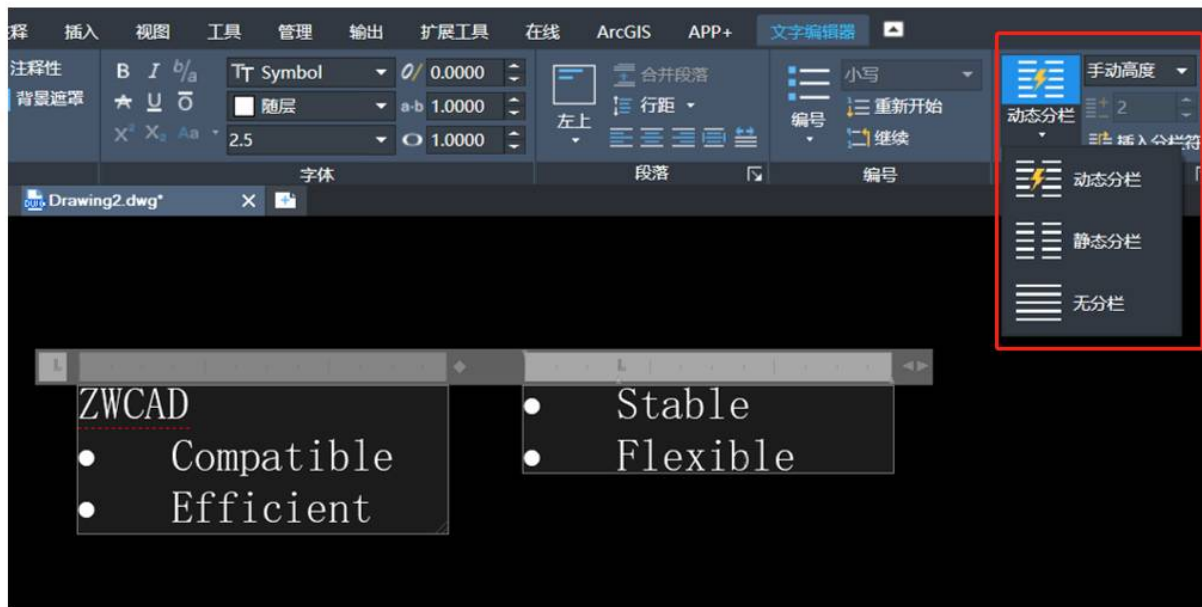 释 插入 视图 工具 管理 输出 扩展工具 在线 ArcGIS APP+ 文字编辑器
注释性
背景遮罩
B I b/a
U O
X² X₂ Aa
Symbol
随层
2.5
0/ 0.0000
a-b 1.0000
O 1.0000
字体
左上
合并段落
行距
段落
编号
小写
重新开始
继续
编号
动态分栏
手动高度
2
插入分栏符
动态分栏
静态分栏
无分栏
Drawing2.dwg*
ZWCAD
• Compatible
• Efficient
• Stable
• Flexible